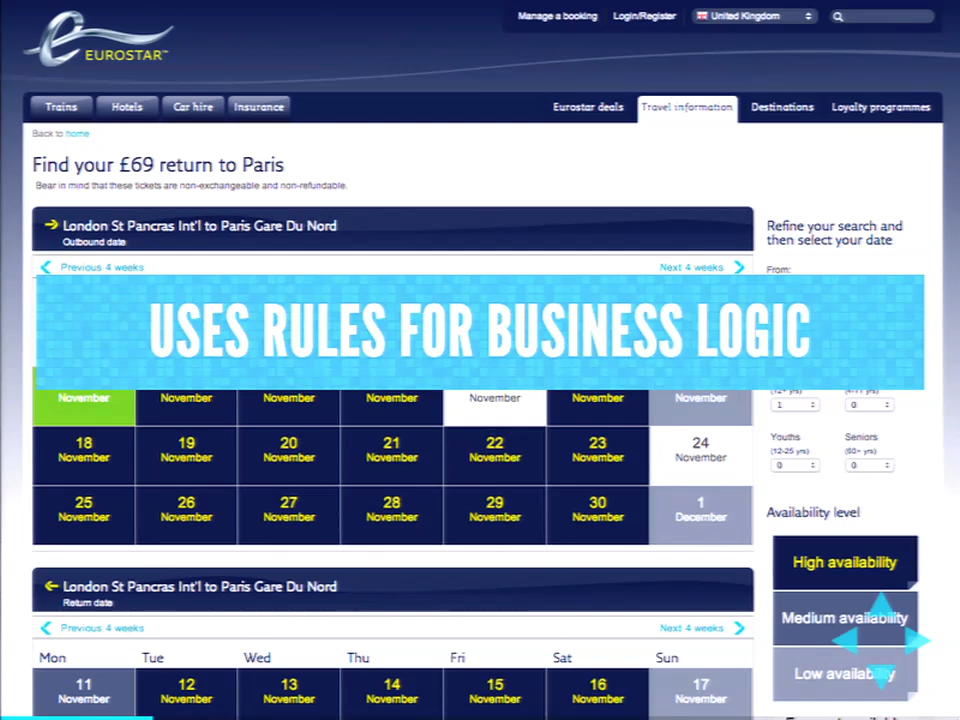 Manage a booking Login/Register United Kingdom
EUROSTAR™
Trains Hotels Car hire Insurance Eurostar deals Travel information Destinations Loyalty programmes
Back to home
Find your £69 return to Paris
Bear in mind that these tickets are non-exchangeable and non-refundable.
London St Pancras Int'l to Paris Gare Du Nord
Outbound date
Refine your search and
then select your date
Previous 4 weeks Next 4 weeks
From:
USES RULES FOR BUSINESS LOGIC
November November November November November November November
1 0
18 19 20 21 22 23 24
November November November November November November November
Youths Seniors
(12-25 yrs) (60+ yrs)
0 0
25 26 27 28 29 30 1
November November November November November November December
Availability level
High availability
Medium availability
Low availability
London St Pancras Int'l to Paris Gare Du Nord
Return date
Previous 4 weeks Next 4 weeks
Mon Tue Wed Thu Fri Sat Sun
11 12 13 14 15 16 17
November November November November November November November